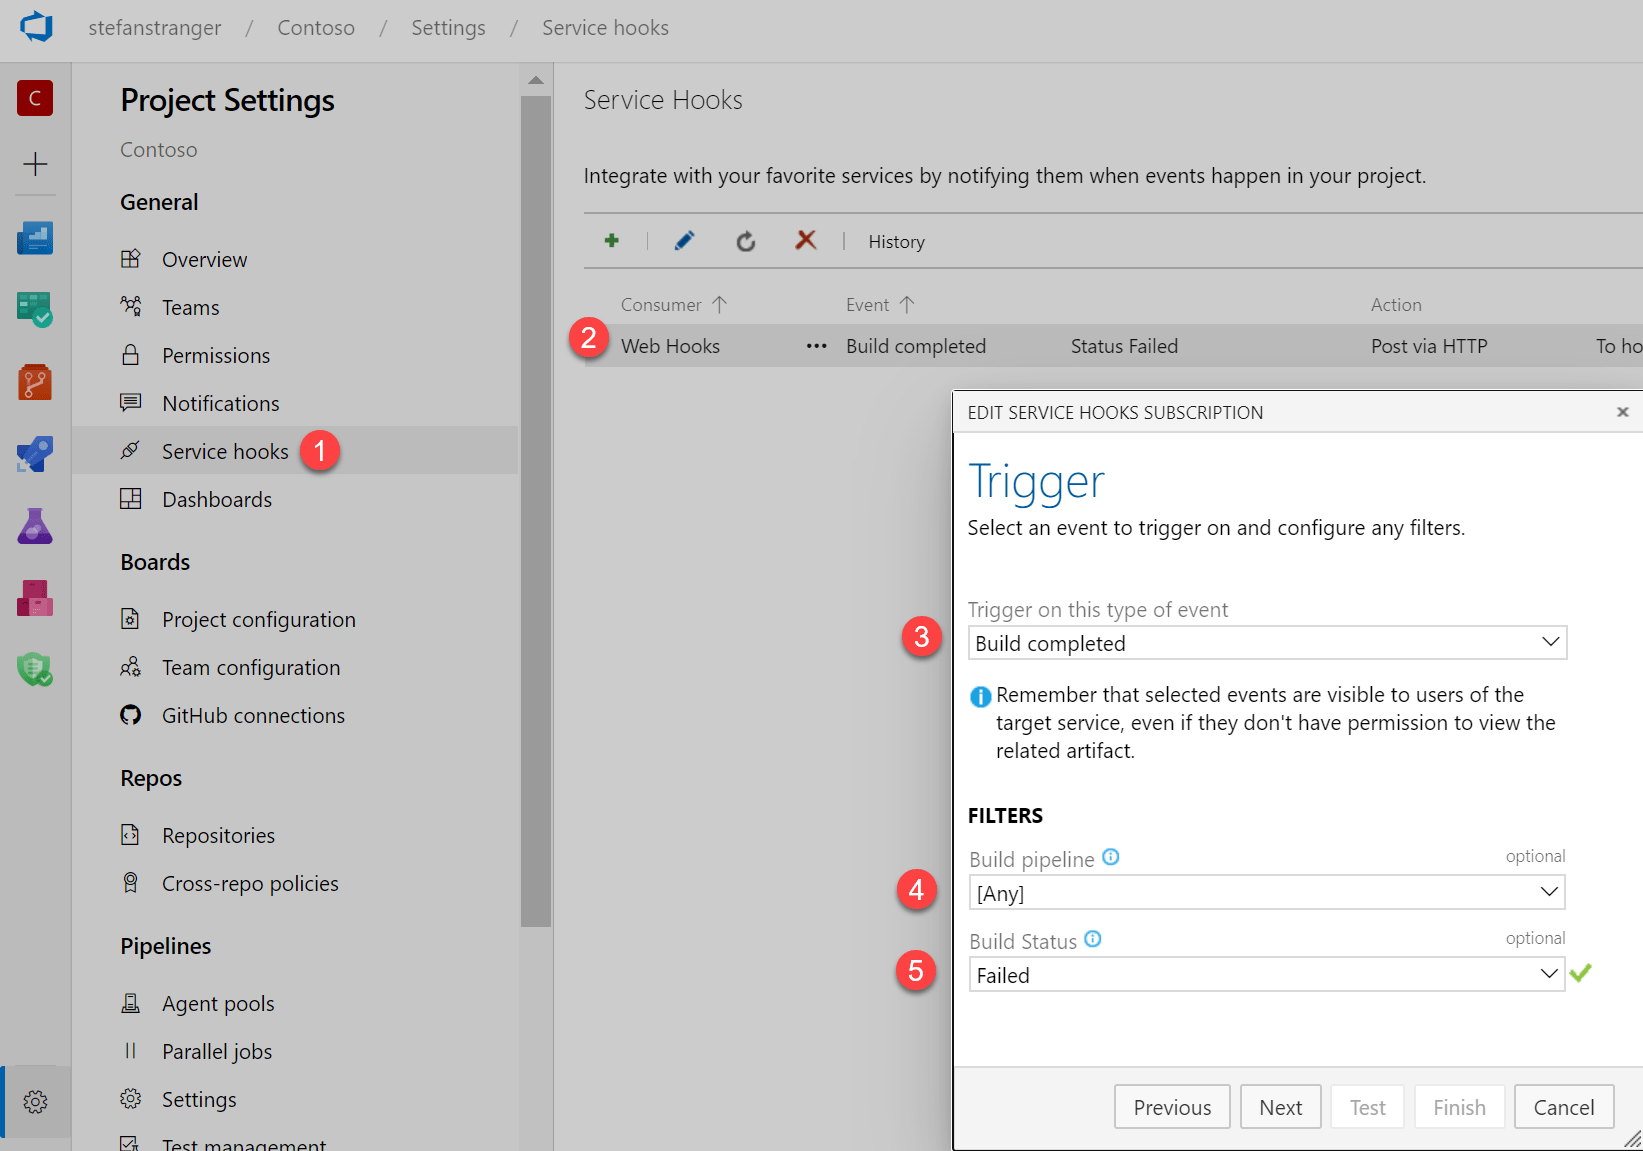 stefanstranger / Contoso / Settings / Service hooks
C
Project Settings
Contoso
General
Overview
Teams
Permissions
Notifications
Service hooks 1
Dashboards
Boards
Project configuration
Team configuration
GitHub connections
Repos
Repositories
Cross-repo policies
Pipelines
Agent pools
Parallel jobs
Settings
Test management
Service Hooks
Integrate with your favorite services by notifying them when events happen in your project.
History
Consumer Event Action
2 Web Hooks ... Build completed Status Failed Post via HTTP To ho
EDIT SERVICE HOOKS SUBSCRIPTION
Trigger
Select an event to trigger on and configure any filters.
Trigger on this type of event
3 Build completed
Remember that selected events are visible to users of the
target service, even if they don't have permission to view the
related artifact.
FILTERS
Build pipeline optional
4 [Any]
Build Status optional
5 Failed
Previous Next Test Finish Cancel